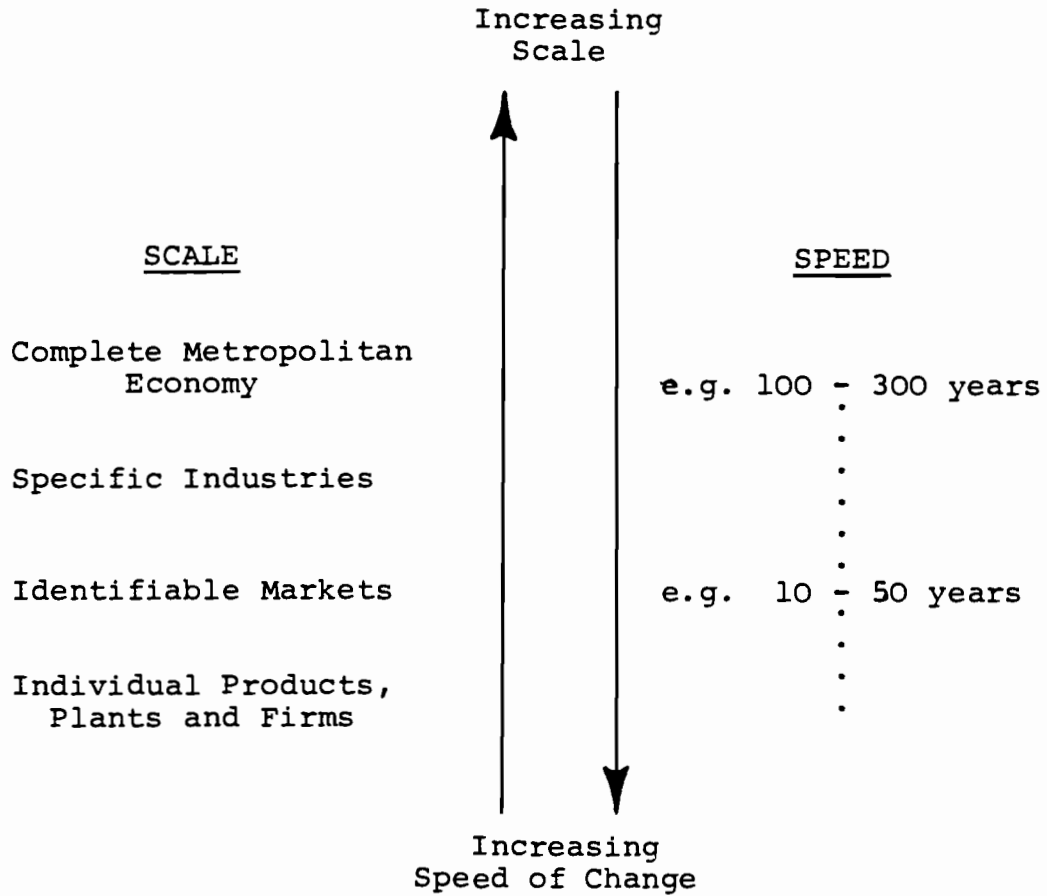 Increasing
Scale
SCALE
SPEED
Complete Metropolitan
Economy
e.g. 100 - 300 years
Specific Industries
Identifiable Markets
e.g. 10 - 50 years
Individual Products,
Plants and Firms
Increasing
Speed of Change